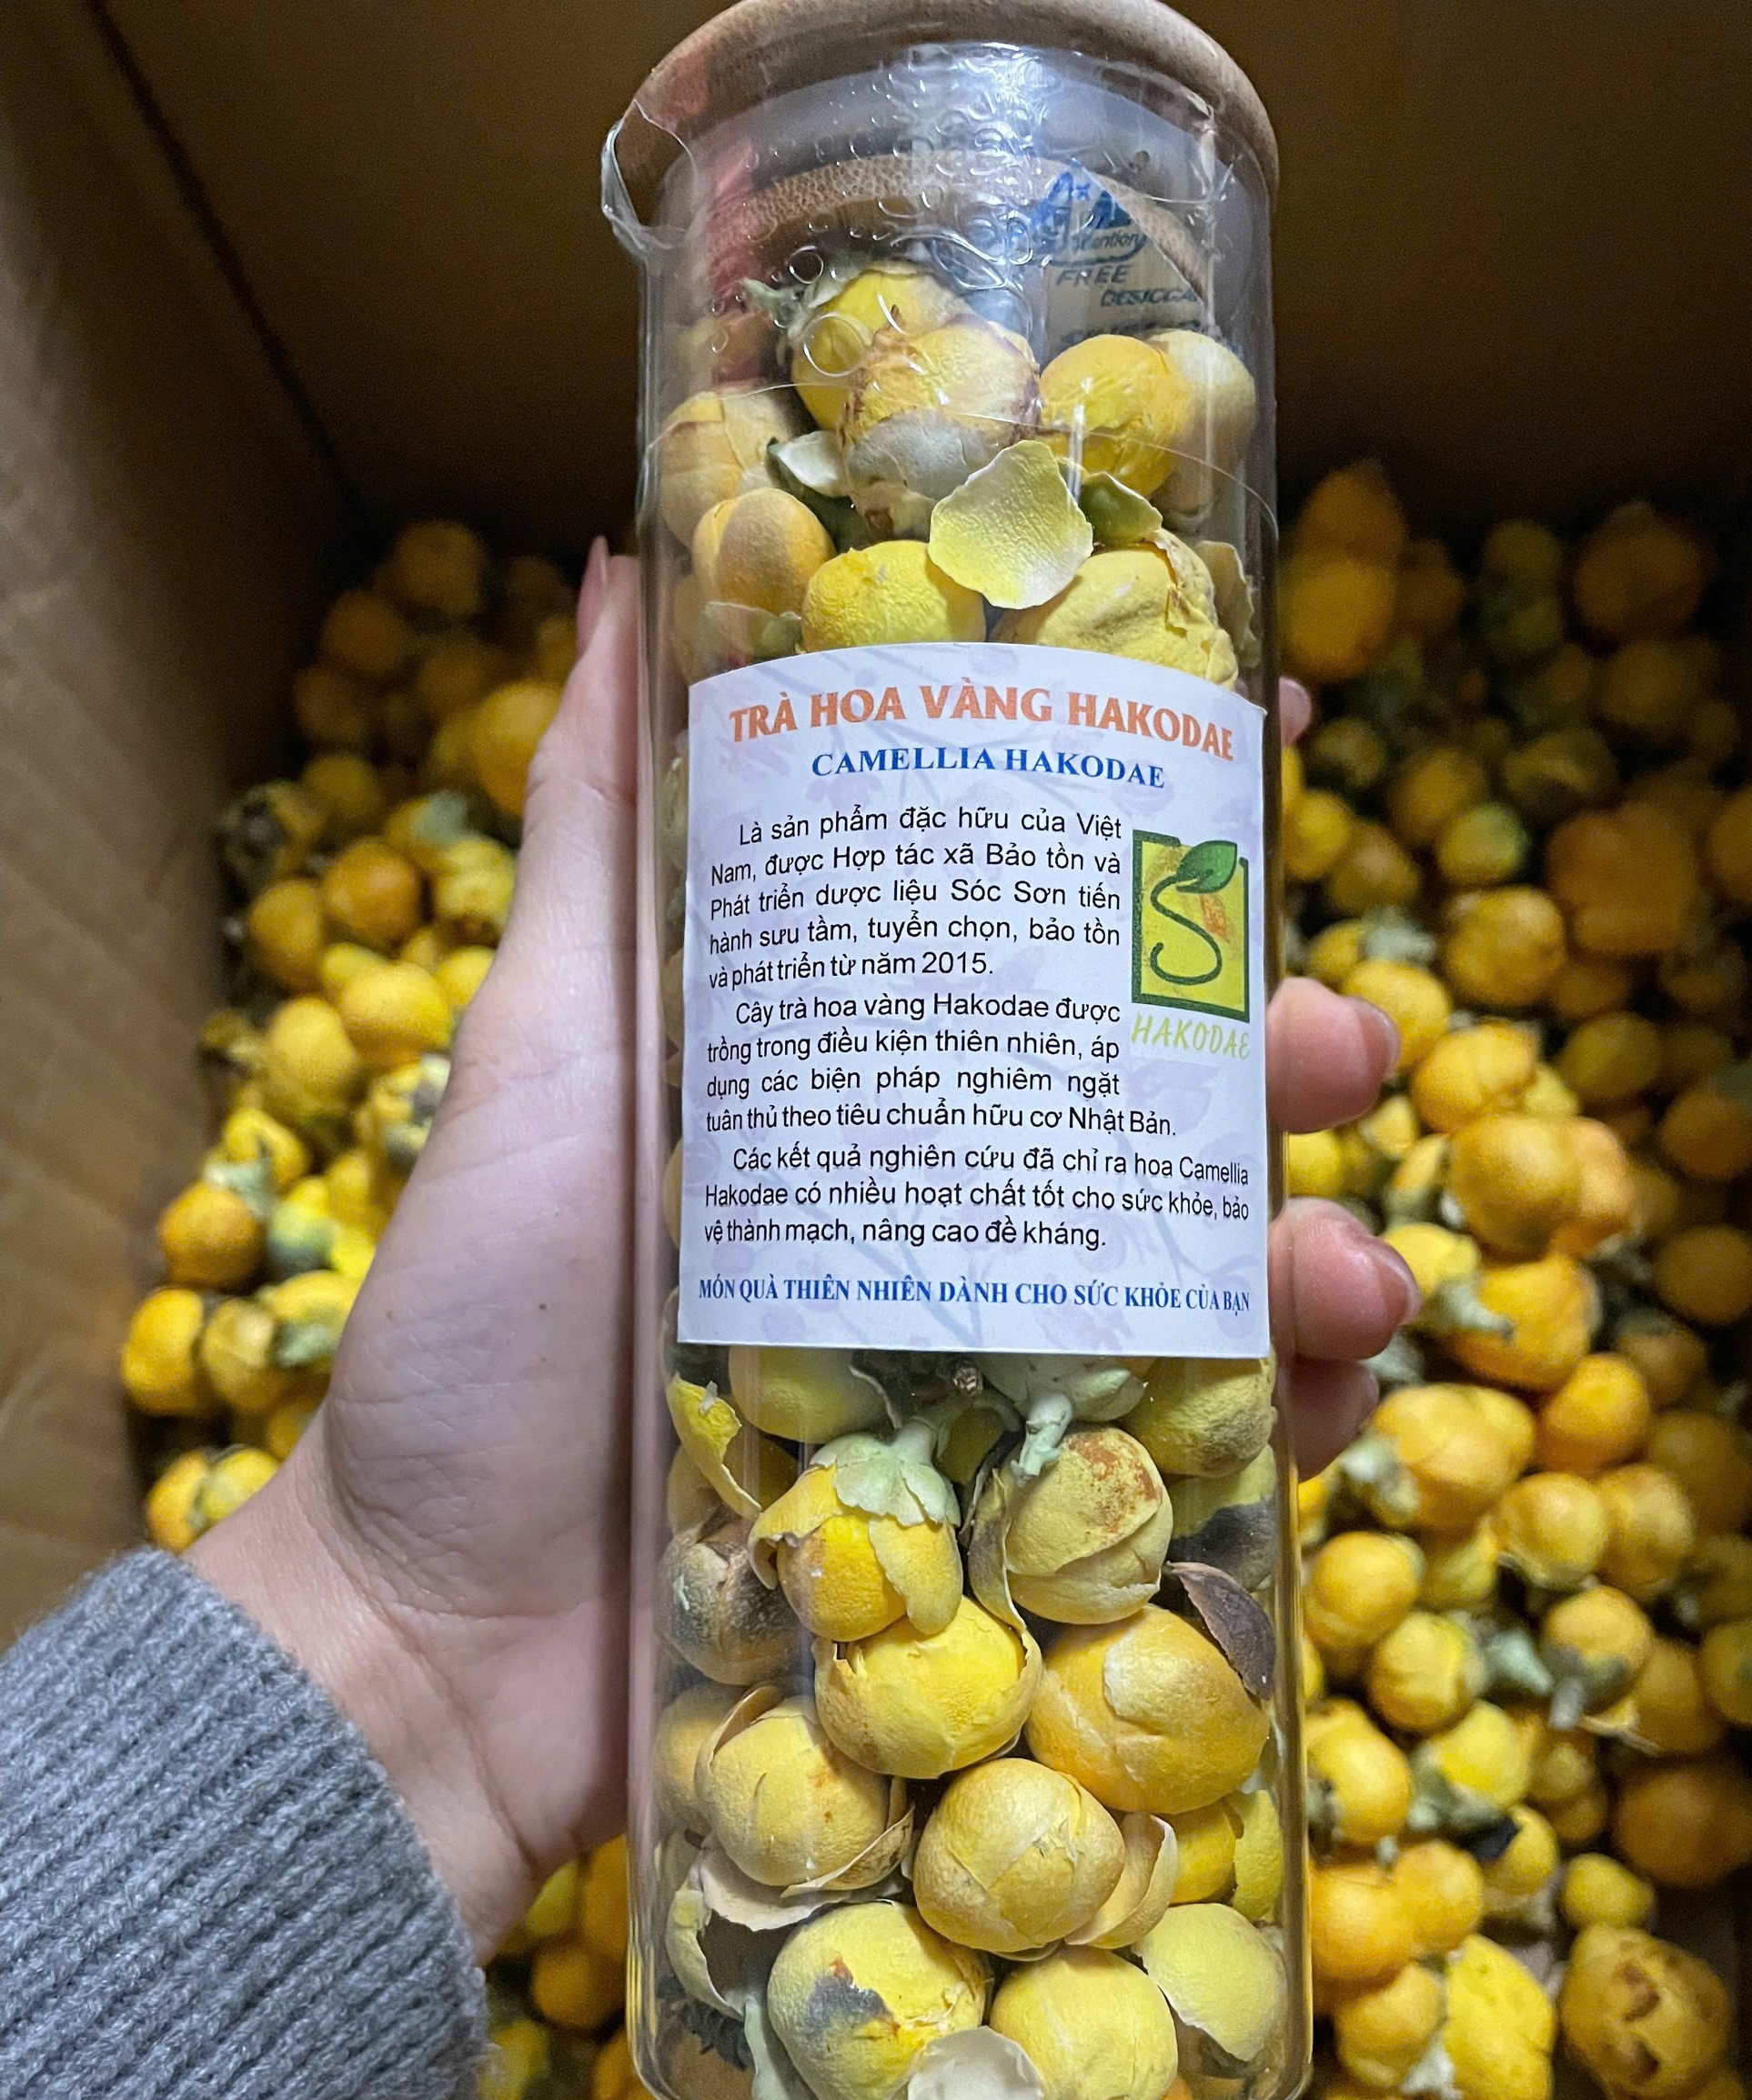 FREE
TRÀ HOA VÀNG HAKODAE
CAMELLIA HAKODAE
Là sản phẩm đặc hữu của Việt
Nam, được Hợp tác xã Bảo tồn và
Phát triển dược liệu Sóc Sơn tiến
hành sưu tầm, tuyển chọn, bảo tồn
và phát triển từ năm 2015.
HAKODAE
Cây trà hoa vàng Hakodae được
trồng trong điều kiện thiên nhiên, áp
dụng các biện pháp nghiêm ngặt
tuân thủ theo tiêu chuẩn hữu cơ Nhật Bản.
Các kết quả nghiên cứu đã chỉ ra hoa Camellia
Hakodae có nhiều hoạt chất tốt cho sức khỏe, bảo
vệ thành mạch, nâng cao đề kháng.
MÓN QUÀ THIÊN NHIÊN DÀNH CHO SỨC KHỎE CỦA BẠN